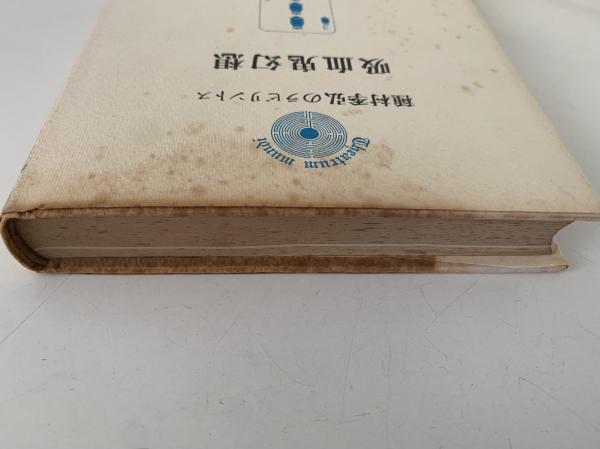 Theatrum mundi
種村季弘のラビリントス
吸血鬼幻想